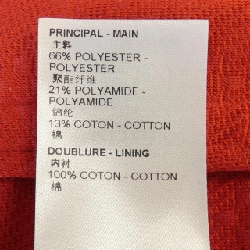 PRINCIPAL - MAIN
主料
66% POLYESTER -
POLYESTER
聚酯纤维
21% POLYAMIDE -
POLYAMIDE
锦纶
13% COTON - COTTON
棉
DOUBLURE - LINING
内衬
100% COTON - COTTON
棉